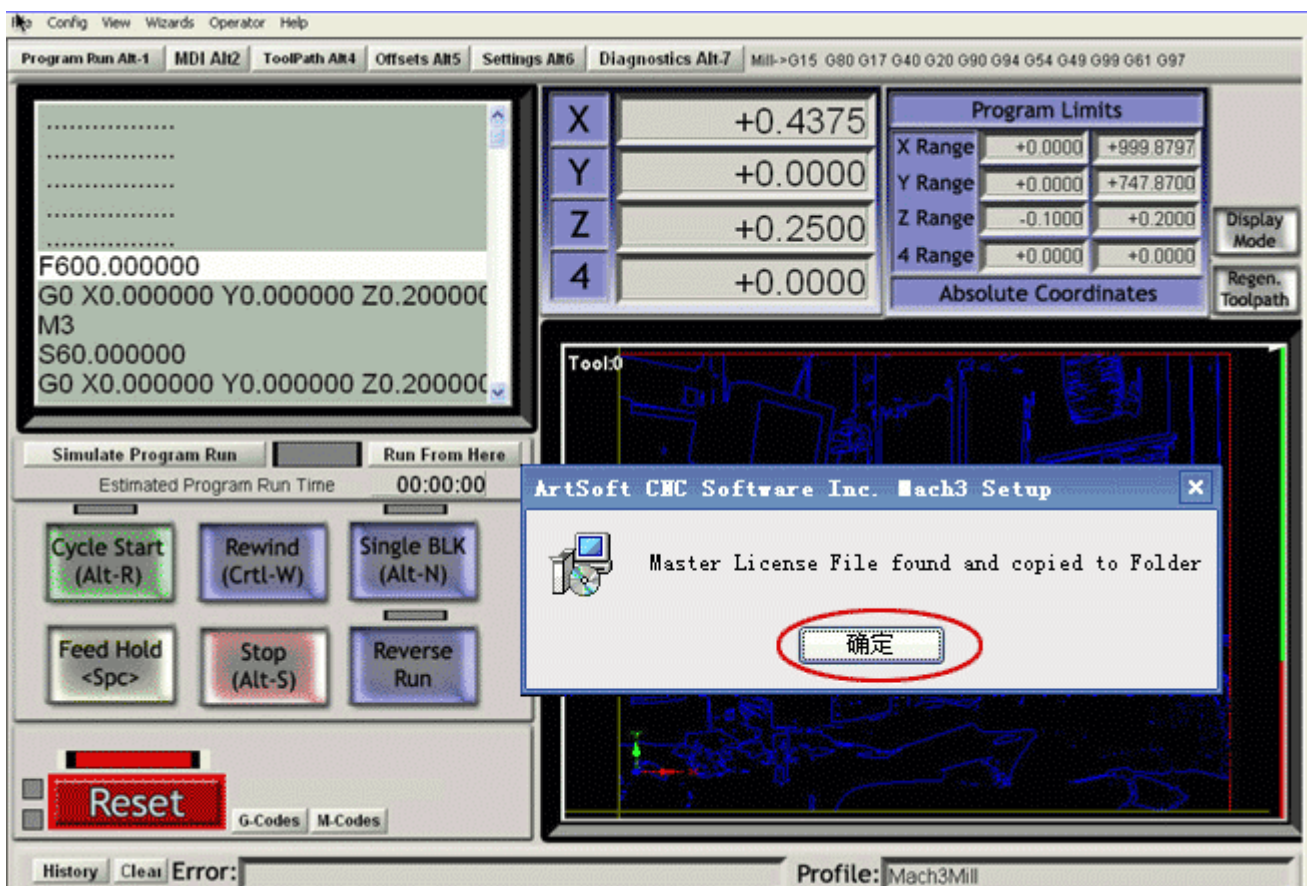 Config View Wizards Operator Help
Program Run Alt-1 MDI Alt2 ToolPath Alt4 Offsets Alt5 Settings Alt6 Diagnostics Alt-7 Mill->G15 G80 G17 G40 G20 G90 G94 G54 G49 G99 G61 G97
.................
.................
.................
.................
.................
F600.000000
G0 X0.000000 Y0.000000 Z0.200000
M3
S60.000000
G0 X0.000000 Y0.000000 Z0.200000
X +0.4375
Y +0.0000
Z +0.2500
4 +0.0000
Program Limits
X Range +0.0000 +999.8797
Y Range +0.0000 +747.8700
Z Range -0.1000 +0.2000
4 Range +0.0000 +0.0000
Absolute Coordinates
Display
Mode
Regen.
Toolpath
Tool:0
Simulate Program Run Run From Here
Estimated Program Run Time 00:00:00
Cycle Start
(Alt-R)
Rewind
(Crtl-W)
Single BLK
(Alt-N)
Feed Hold
<Spc>
Stop
(Alt-S)
Reverse
Run
ArtSoft CNC Software Inc. Mach3 Setup
Master License File found and copied to Folder
确定
Reset
G-Codes M-Codes
History Clear Error:
Profile: Mach3Mill